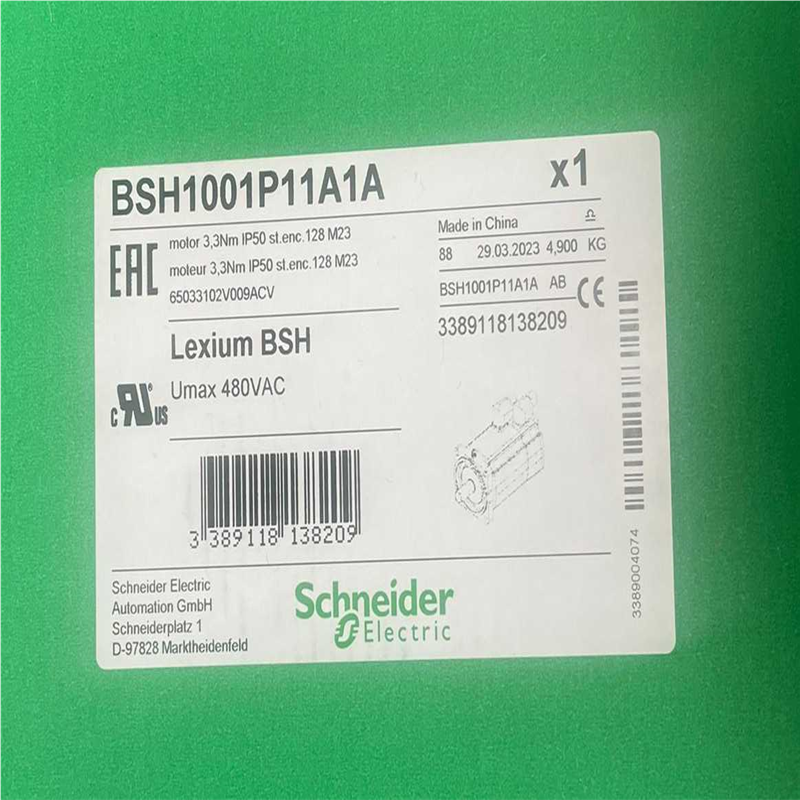 BSH1001P11A1A x1
EAC
motor 3,3Nm IP50 st.enc.128 M23
moteur 3,3Nm IP50 st.enc.128 M23
65033102V009ACV
Made in China
88 29.03.2023 4,900 KG
BSH1001P11A1A AB
CE
3389118138209
Lexium BSH
Umax 480VAC
c RU US
3 389118 138209
3389004074
Schneider Electric
Automation GmbH
Schneiderplatz 1
D-97828 Marktheidenfeld
Schneider
Electric